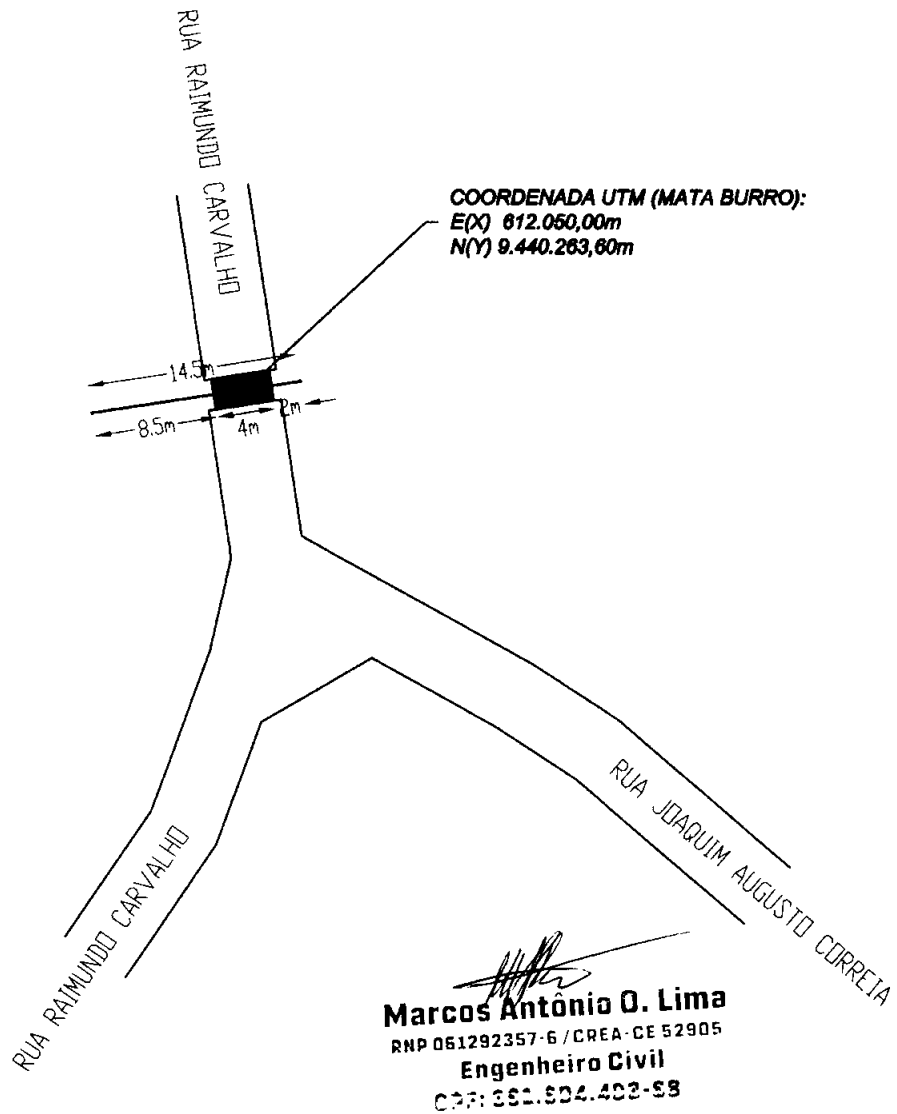 RUA RAIMUNDO CARVALHO
COORDENADA UTM (MATA BURRO):
E(X) 612.050,00m
N(Y) 9.440.263,60m
14.5m
8.5m
4m
2m
RUA JOAQUIM AUGUSTO CORREIA
RUA RAIMUNDO CARVALHO
Marcos Antônio O. Lima
RNP 061292357-6 / CREA-CE 52905
Engenheiro Civil